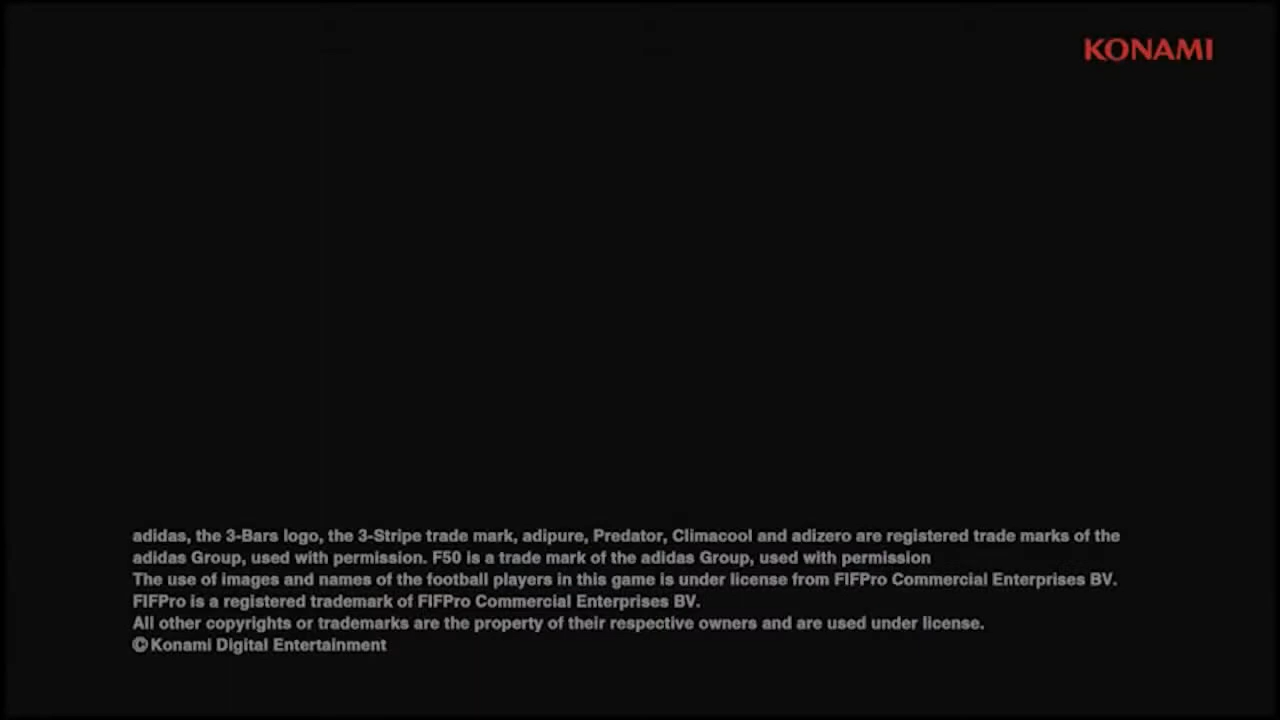 KONAMI
adidas, the 3-Bars logo, the 3-Stripe trade mark, adipure, Predator, Climacool and adizero are registered trade marks of the
adidas Group, used with permission. F50 is a trade mark of the adidas Group, used with permission
The use of images and names of the football players in this game is under license from FIFPro Commercial Enterprises BV.
FIFPro is a registered trademark of FIFPro Commercial Enterprises BV.
All other copyrights or trademarks are the property of their respective owners and are used under license.
© Konami Digital Entertainment